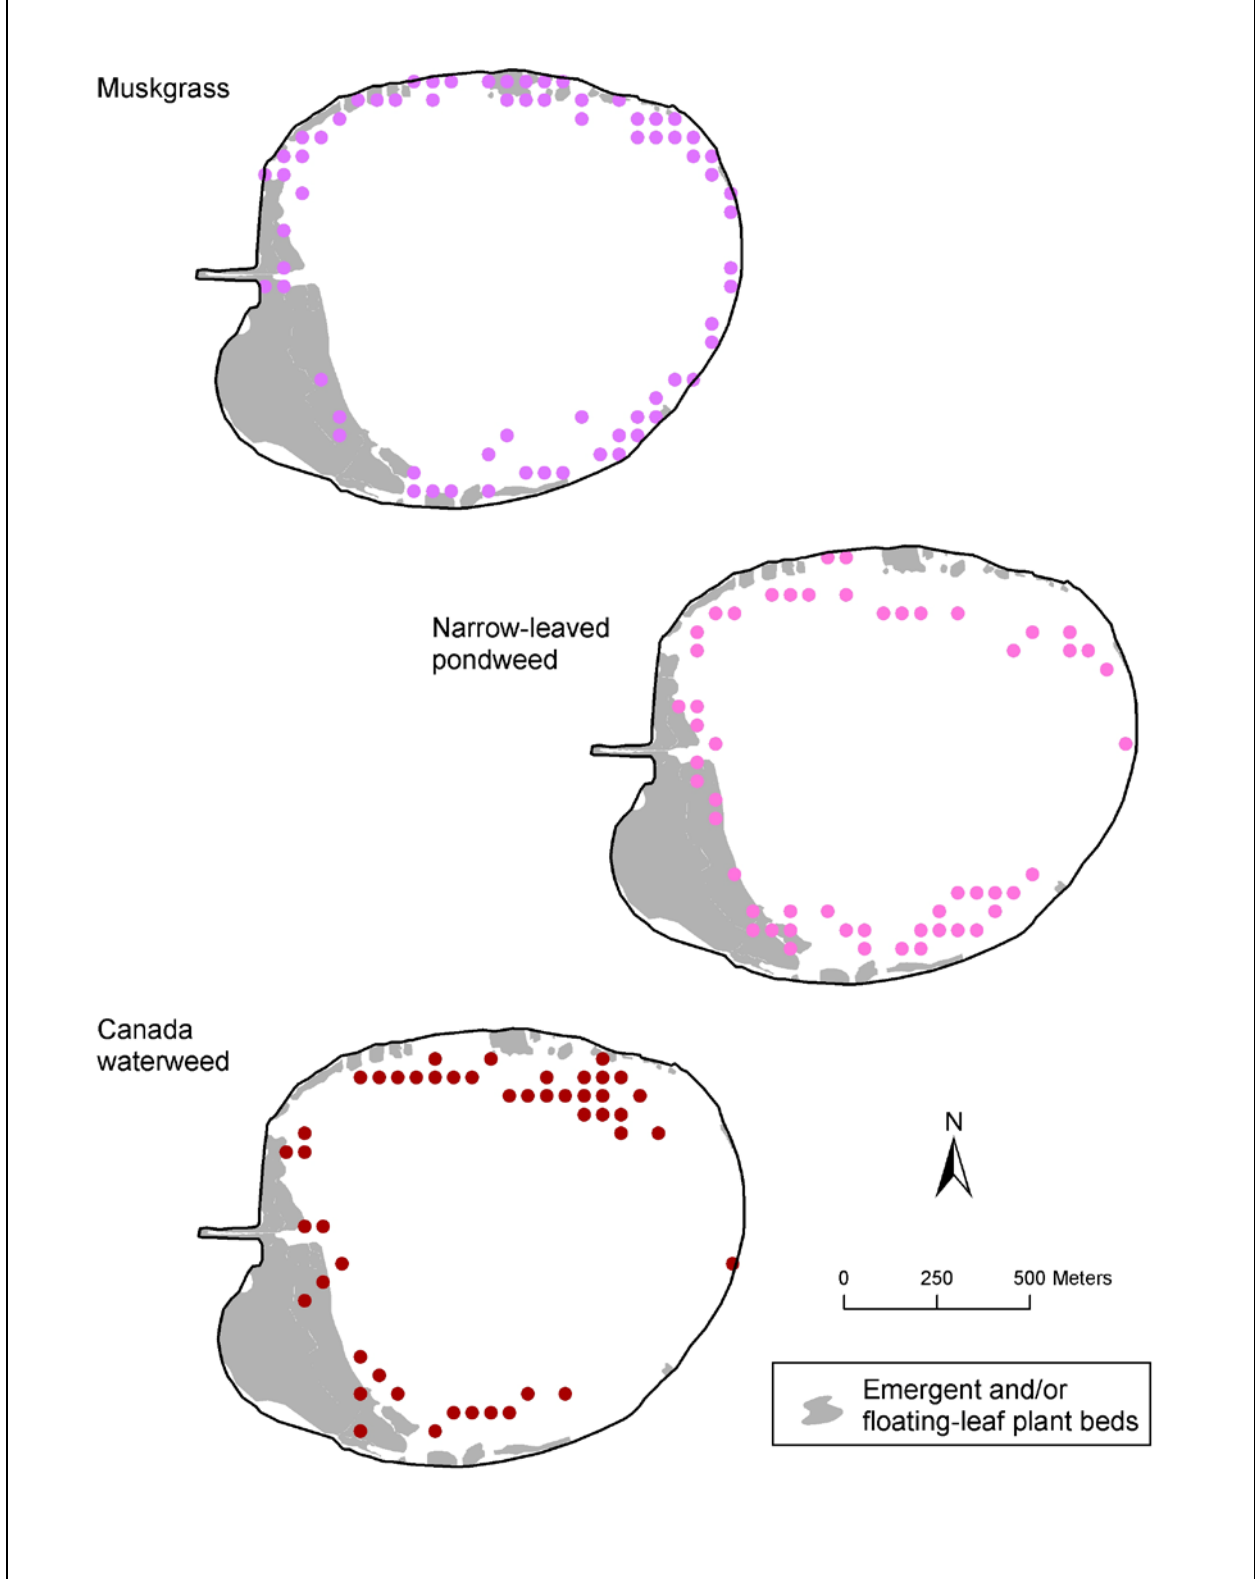 Muskgrass
Narrow-leaved
pondweed
Canada
waterweed
N
0 250 500 Meters
Emergent and/or
floating-leaf plant beds